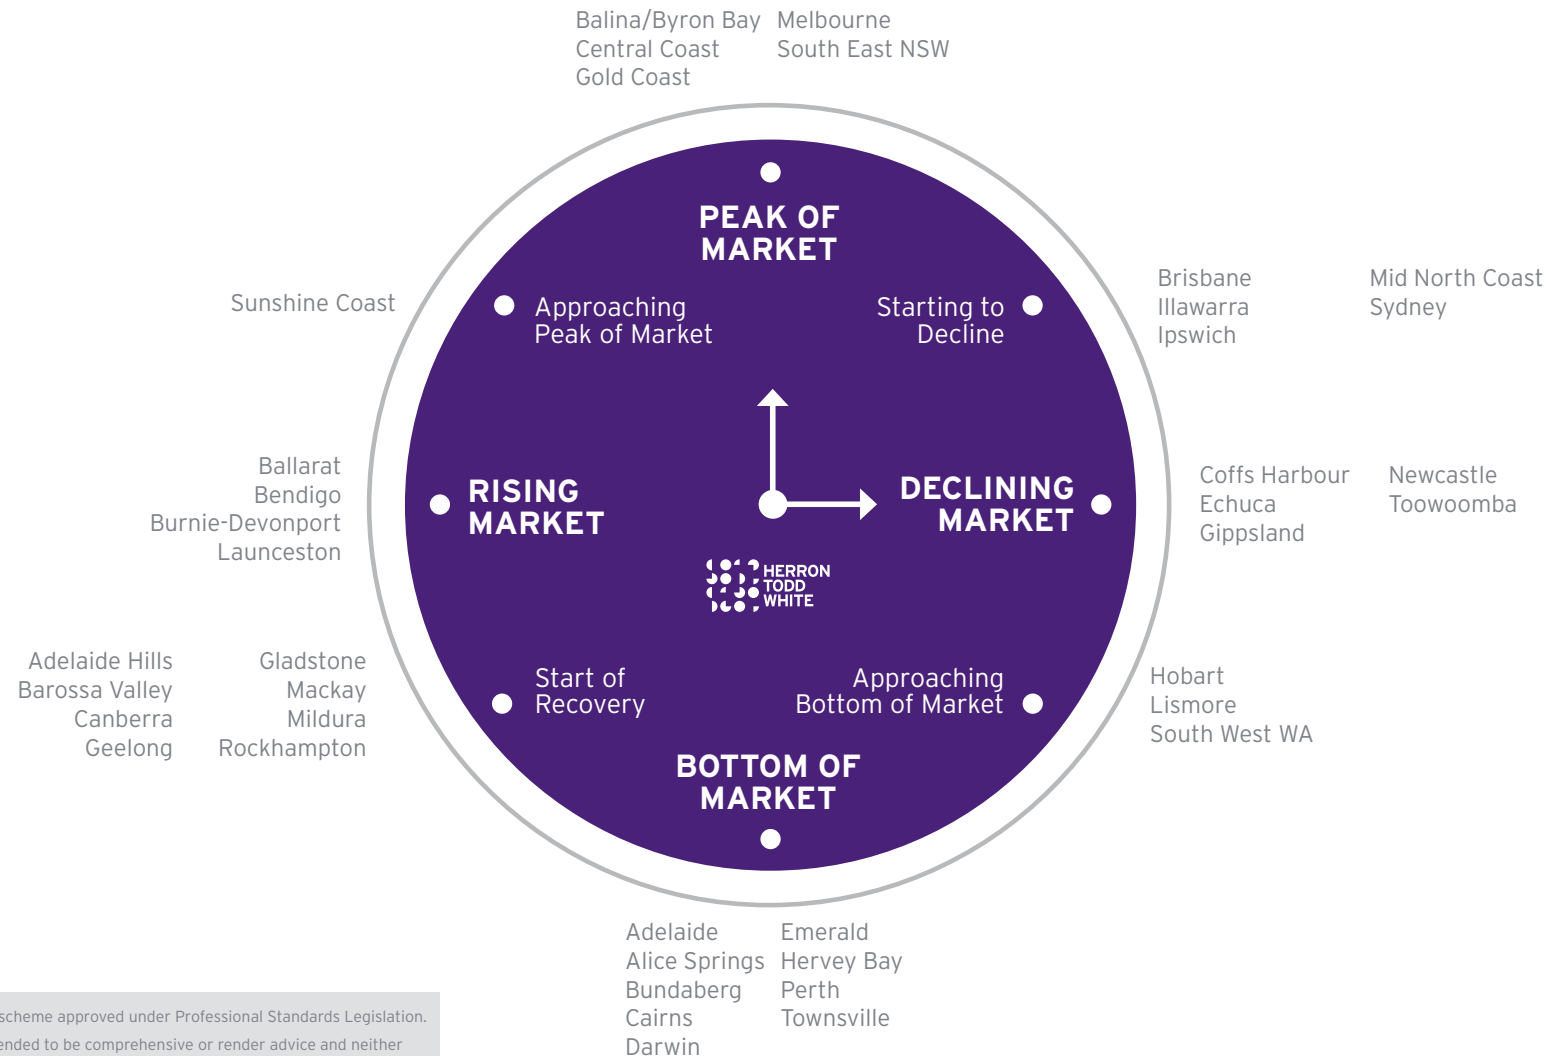 Balina/Byron Bay Melbourne
Central Coast South East NSW
Gold Coast
PEAK OF
MARKET
Sunshine Coast
Approaching
Peak of Market
Starting to
Decline
Brisbane Mid North Coast
Illawarra Sydney
Ipswich
Ballarat
Bendigo
Burnie-Devonport
Launceston
RISING
MARKET
DECLINING
MARKET
Coffs Harbour Newcastle
Echuca Toowoomba
Gippsland
HERRON
TODD
WHITE
Adelaide Hills Gladstone
Barossa Valley Mackay
Canberra Mildura
Geelong Rockhampton
Start of
Recovery
Approaching
Bottom of Market
Hobart
Lismore
South West WA
BOTTOM OF
MARKET
Adelaide Emerald
Alice Springs Hervey Bay
Bundaberg Perth
Cairns Townsville
Darwin
scheme approved under Professional Standards Legislation.
ended to be comprehensive or render advice and neither